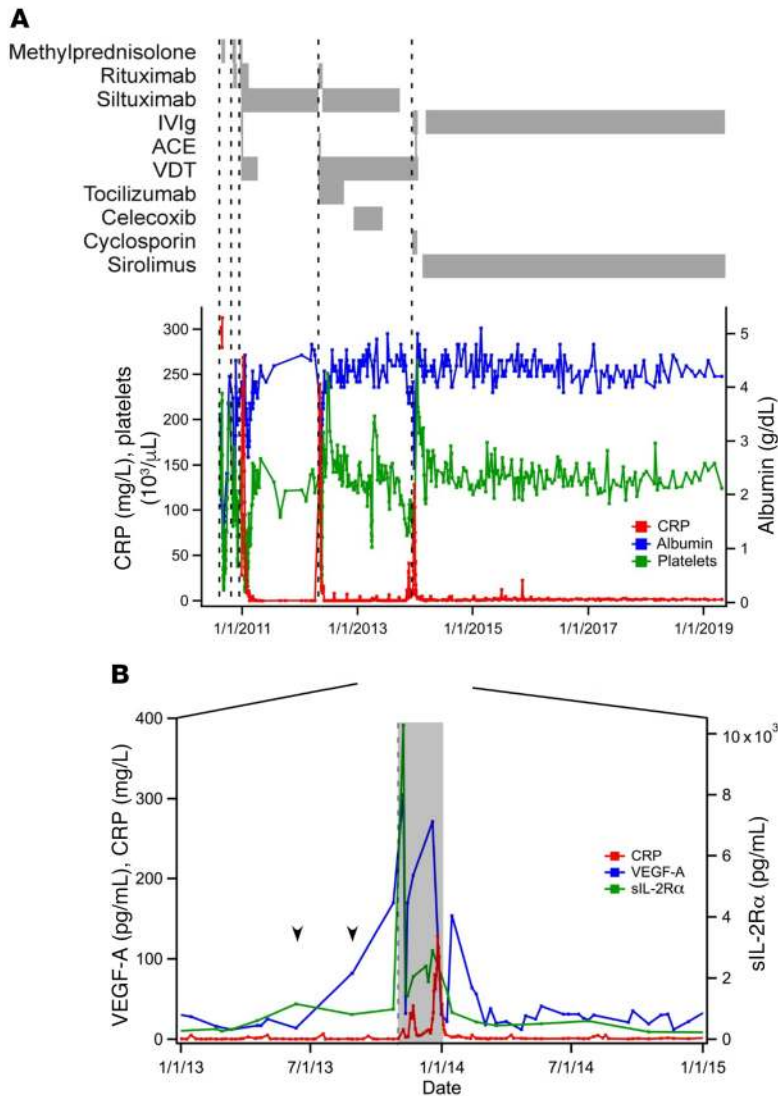 A
Methylprednisolone
Rituximab
Siltuximab
IVIg
ACE
VDT
Tocilizumab
Celecoxib
Cyclosporin
Sirolimus
CRP (mg/L), platelets
(10³/μL)
300
250
200
150
100
50
0
5
4
3
2
1
0
Albumin (g/dL)
CRP
Albumin
Platelets
1/1/2011
1/1/2013
1/1/2015
1/1/2017
1/1/2019
B
VEGF-A (pg/mL), CRP (mg/L)
400
300
200
100
0
10 x 10³
8
6
4
2
0
sIL-2Rα (pg/mL)
CRP
VEGF-A
sIL-2Rα
1/1/13
7/1/13
1/1/14
7/1/14
1/1/15
Date